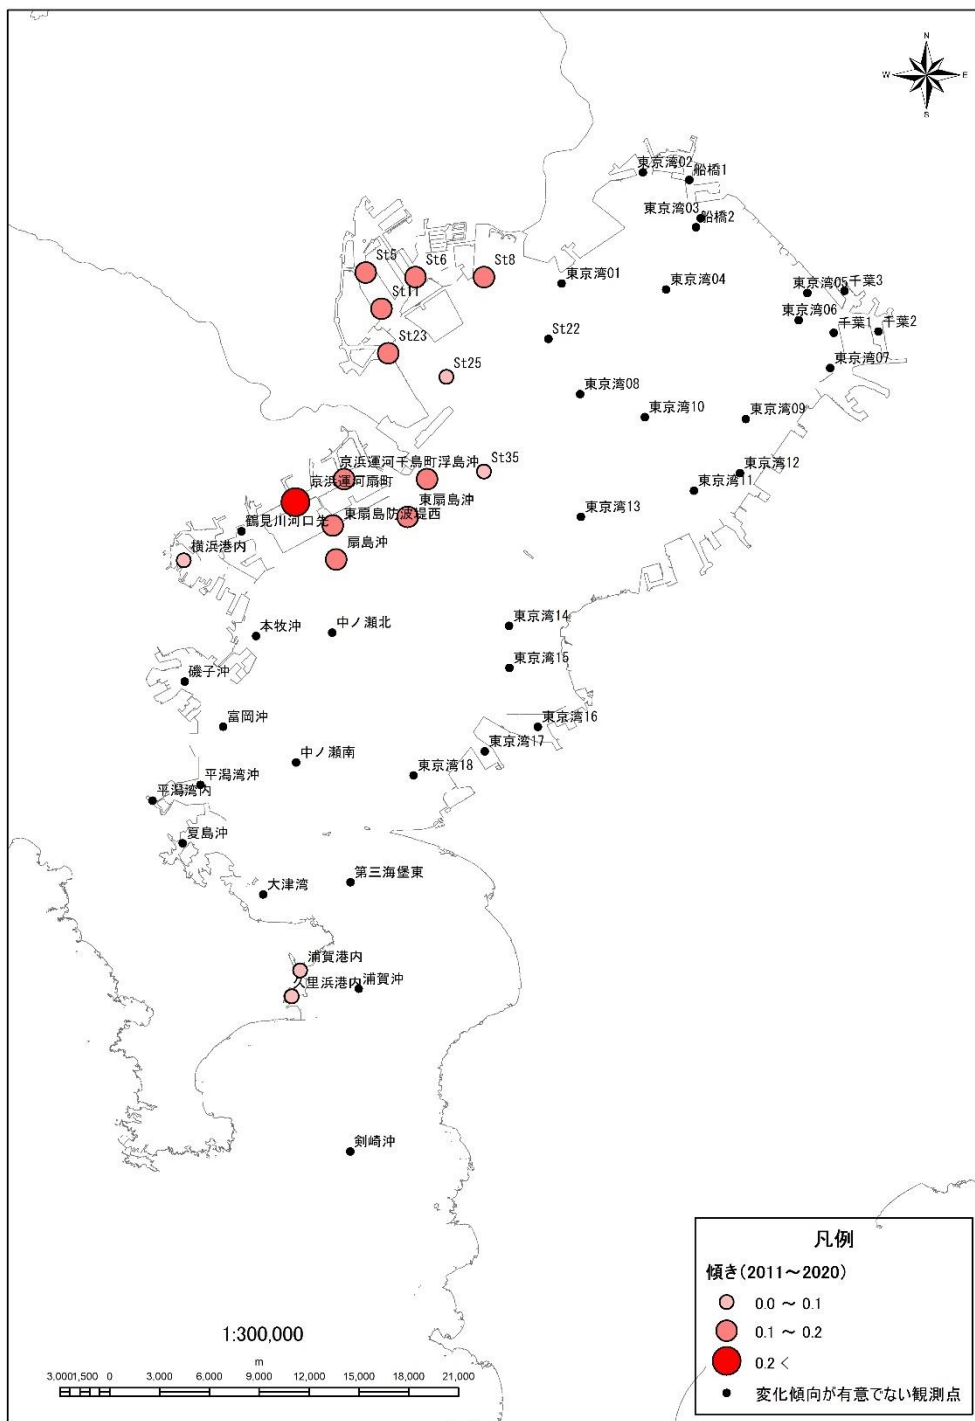 N
W
E
S
東京湾02
船橋1
東京湾03
船橋2
St5
St6
St8
東京湾01
東京湾04
東京湾05
千葉3
St11
東京湾06
千葉1
千葉2
St23
St22
東京湾07
St25
東京湾08
東京湾10
東京湾09
京浜運河千鳥町
浮島沖
St35
東京湾12
京浜運河扇町
東京湾11
東扇島沖
鶴見川河口先
東扇島防波堤西
東京湾13
横浜港内
扇島沖
本牧沖
中ノ瀬北
東京湾14
磯子沖
東京湾15
富岡沖
東京湾16
中ノ瀬南
東京湾17
平潟湾沖
東京湾18
平潟湾内
夏島沖
大津湾
第三海堡東
浦賀港内
久里浜港内
浦賀沖
剣崎沖
凡例
傾き(2011～2020)
0.0 ～ 0.1
0.1 ～ 0.2
0.2 <
変化傾向が有意でない観測点
1:300,000
m
3,000 1,500 0 3,000 6,000 9,000 12,000 15,000 18,000 21,000